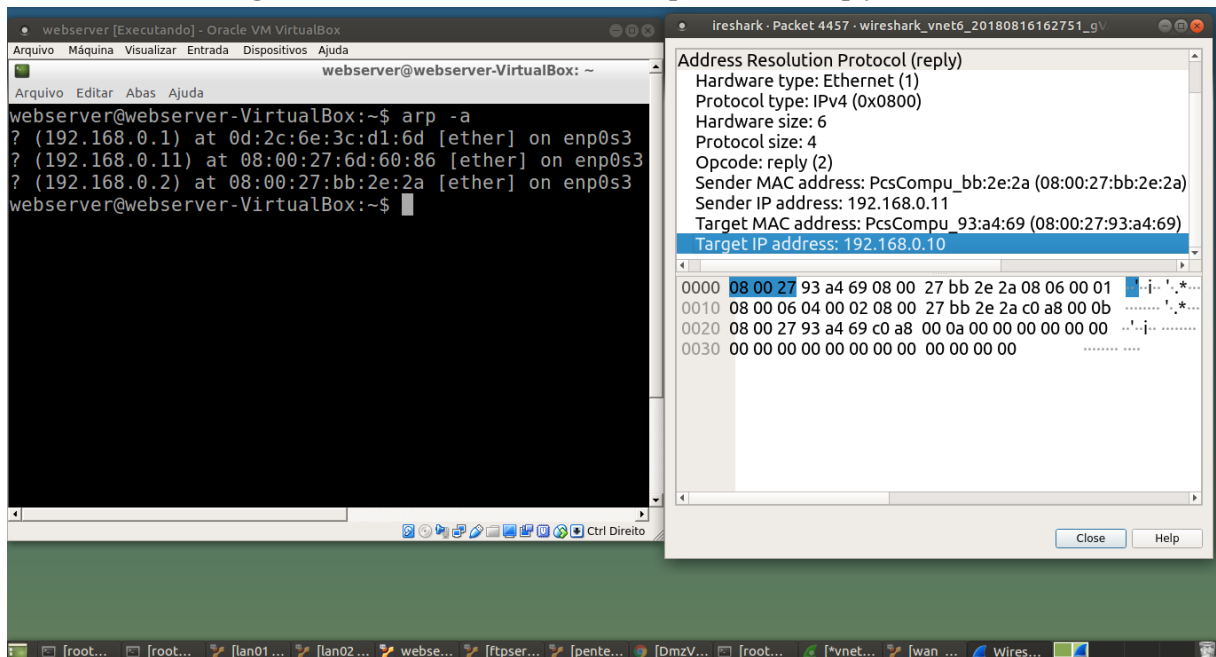 webserver [Executando] - Oracle VM VirtualBox
Arquivo Máquina Visualizar Entrada Dispositivos Ajuda
webserver@webserver-VirtualBox: ~
Arquivo Editar Abas Ajuda
webserver@webserver-VirtualBox:~$ arp -a
? (192.168.0.1) at 0d:2c:6e:3c:d1:6d [ether] on enp0s3
? (192.168.0.11) at 08:00:27:6d:60:86 [ether] on enp0s3
? (192.168.0.2) at 08:00:27:bb:2e:2a [ether] on enp0s3
webserver@webserver-VirtualBox:~$
Ctrl Direito
ireshark · Packet 4457 · wireshark_vnet6_20180816162751_g
Address Resolution Protocol (reply)
Hardware type: Ethernet (1)
Protocol type: IPv4 (0x0800)
Hardware size: 6
Protocol size: 4
Opcode: reply (2)
Sender MAC address: PcsCompu_bb:2e:2a (08:00:27:bb:2e:2a)
Sender IP address: 192.168.0.11
Target MAC address: PcsCompu_93:a4:69 (08:00:27:93:a4:69)
Target IP address: 192.168.0.10
0000 08 00 27 93 a4 69 08 00 27 bb 2e 2a 08 06 00 01 ··'··i·· '·.*····
0010 08 00 06 04 00 02 08 00 27 bb 2e 2a c0 a8 00 0b ········ '·.*····
0020 08 00 27 93 a4 69 c0 a8 00 0a 00 00 00 00 00 00 ··'··i·· ········
0030 00 00 00 00 00 00 00 00 00 00 00 00 ········ ····
Close Help
[root... [root... [lan01 ... [lan02 ... webse... [ftpser... [pente... [DmzV... [root... [*vnet... [wan ... Wires...